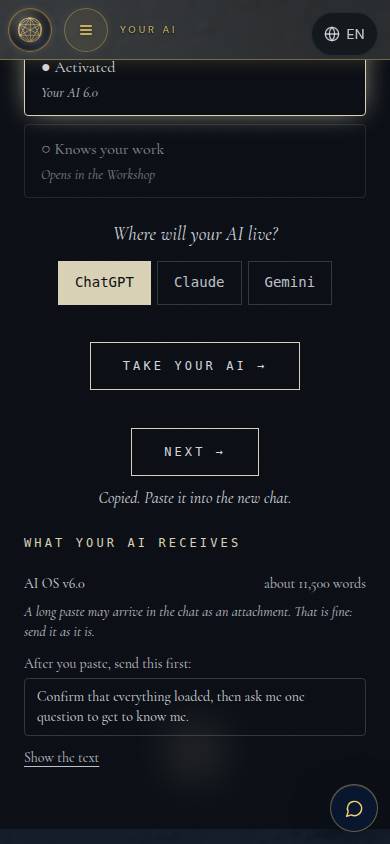 YOUR AI
EN
● Activated
Your AI 6.0
○ Knows your work
Opens in the Workshop
Where will your AI live?
ChatGPT
Claude
Gemini
TAKE YOUR AI →
NEXT →
Copied. Paste it into the new chat.
WHAT YOUR AI RECEIVES
AI OS v6.0
about 11,500 words
A long paste may arrive in the chat as an attachment. That is fine:
send it as it is.
After you paste, send this first:
Confirm that everything loaded, then ask me one
question to get to know me.
Show the text